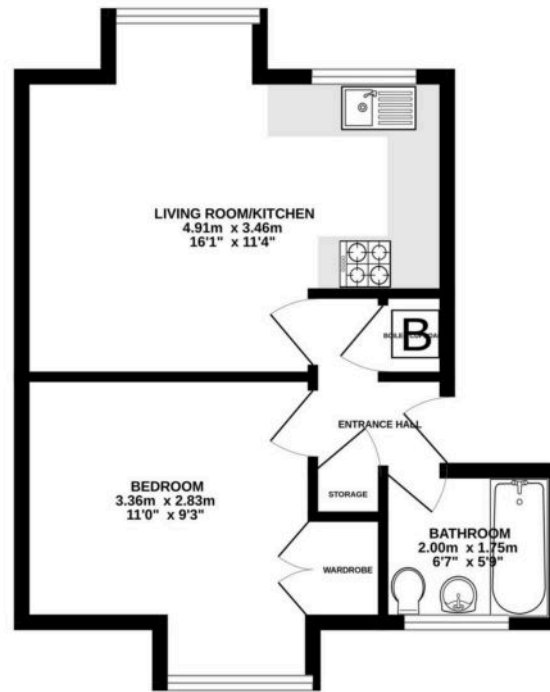 LIVING ROOM/KITCHEN
4.91m x 3.46m
16'1" x 11'4"
B
ENTRANCE HALL
BEDROOM
3.36m x 2.83m
11'0" x 9'3"
STORAGE
WARDROBE
BATHROOM
2.00m x 1.75m
6'7" x 5'9"